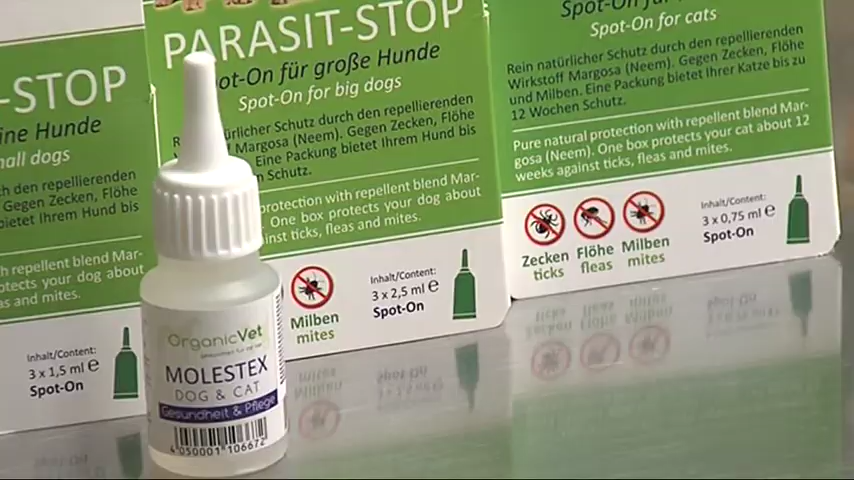 -STOP
ine Hunde
all dogs
repellierenden
Zecken, Flöhe
ietet Ihrem Hund bis
h repellent blend Mar-
otects your dog about
as and mites.
Inhalt/Content:
3 x 1,5 ml e
Spot-On
PARASIT-STOP
ot-On für große Hunde
Spot-On for big dogs
ürlicher Schutz durch den repellierenden
Margosa (Neem). Gegen Zecken, Flöhe
Eine Packung bietet Ihrem Hund bis
Schutz.
protection with repellent blend Mar-
One box protects your dog about
inst ticks, fleas and mites.
Milben
mites
Inhalt/Content:
3 x 2,5 ml e
Spot-On
Spot-On
Spot-On for cats
Rein natürlicher Schutz durch den repellierenden
Wirkstoff Margosa (Neem). Gegen Zecken, Flöhe
und Milben. Eine Packung bietet Ihrer Katze bis zu
12 Wochen Schutz.
Pure natural protection with repellent blend Mar-
gosa (Neem). One box protects your cat about 12
weeks against ticks, fleas and mites.
Zecken Flöhe Milben
ticks fleas mites
Inhalt/Content:
3 x 0,75 ml e
Spot-On
OrganicVet
MOLESTEX
DOG & CAT
Gesundheit & Pflege
4 050001 106672